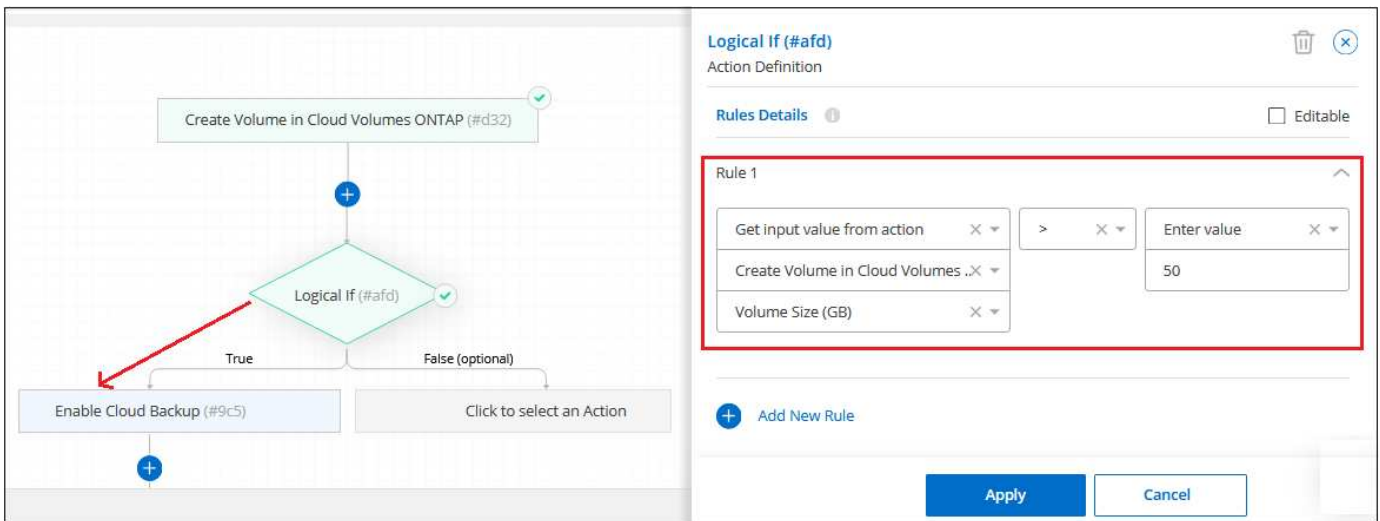 Create Volume in Cloud Volumes ONTAP (#d32)
Logical If (#afd)
True
False (optional)
Enable Cloud Backup (#9c5)
Click to select an Action
Logical If (#afd)
Action Definition
Rules Details
Editable
Rule 1
Get input value from action
>
Enter value
Create Volume in Cloud Volumes ..
50
Volume Size (GB)
Add New Rule
Apply
Cancel